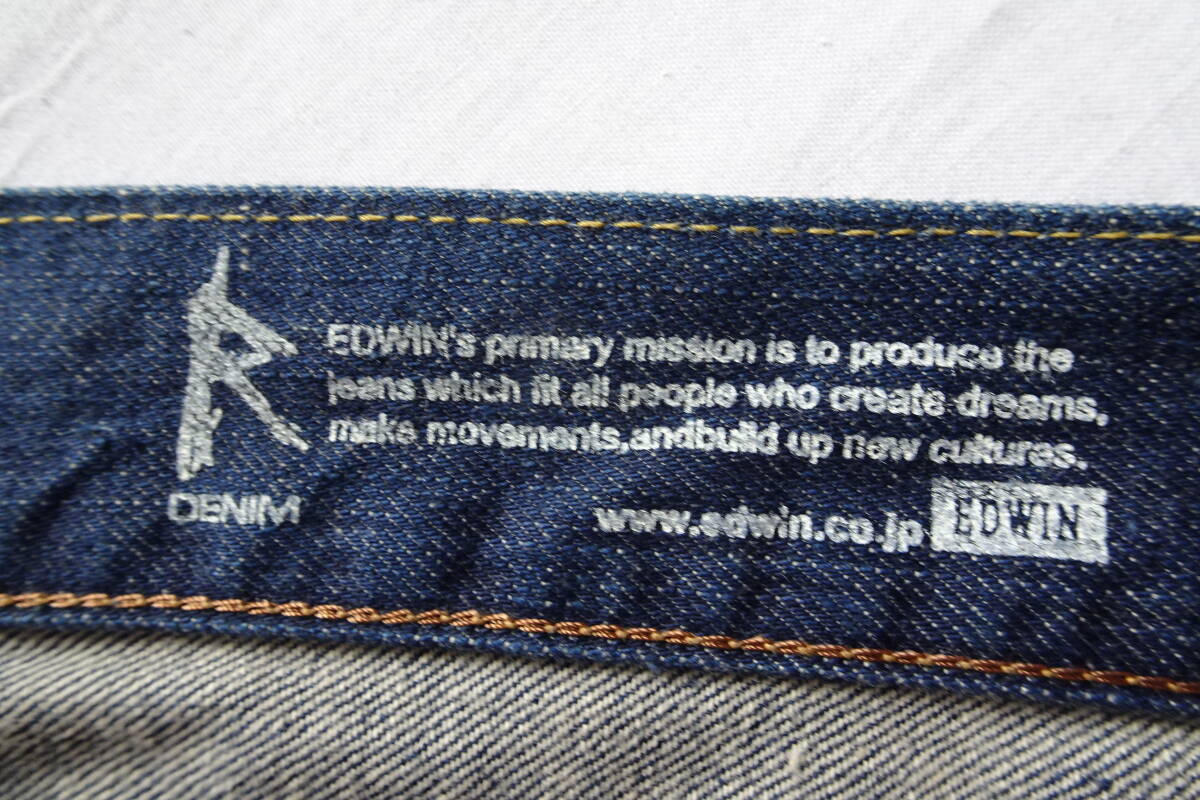 R
DENIM
EDWIN's primary mission is to produce the
jeans which fit all people who create dreams,
make movements,andbuild up new cultures.
www.edwin.co.jp
EDWIN